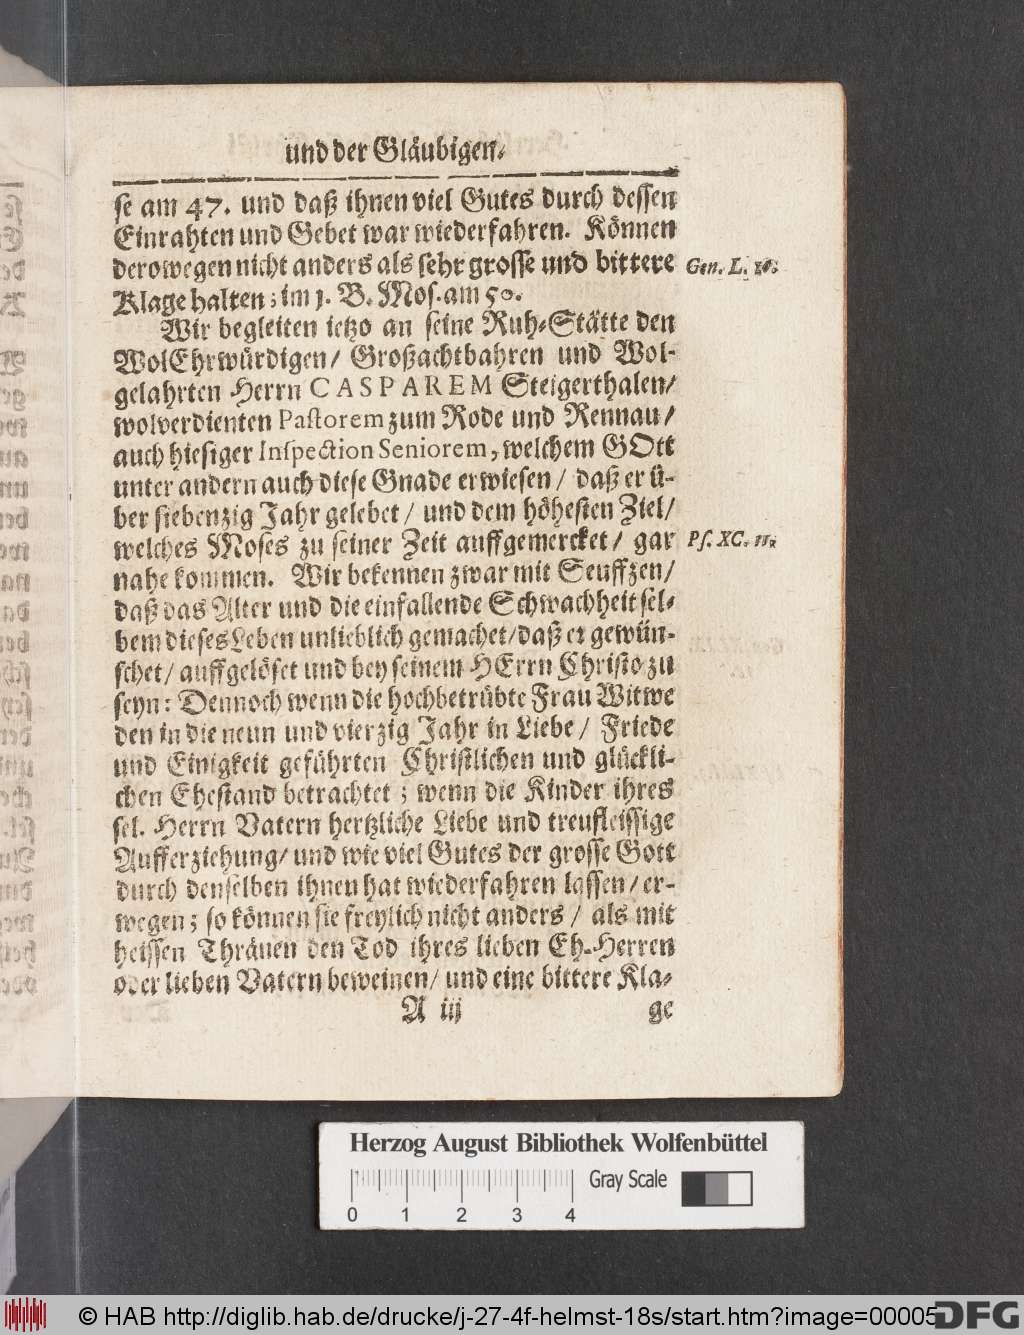 und der Gläubigen.
se am 47. und daß ihnen viel Gutes durch dessen
Einrahten und Gebet war wiederfahren. Können
derowegen nicht anders als sehr grosse und bittere
Gen. L.
Klage halten; im 1. B. Mos. am 50.
Wir begleiten ietzo an seine Ruh-Stätte den
WolEhrwürdigen/ Großachtbahren und Wol-
gelahrten Herrn CASPAREM Steigerthalen/
wolverdienten Pastorem zum Rode und Rennau/
auch hiesiger Inspection Seniorem, welchem GOtt
unter andern auch diese Gnade erwiesen/ daß er ü-
ber siebenzig Jahr gelebet/ und dem höhesten Ziel/
welches Moses zu seiner Zeit auffgemercket/ gar
Ps. XC. 11.
nahe kommen. Wir bekennen zwar mit Seuffzen/
daß das Alter und die einfallende Schwachheit sel-
bem dieses Leben unlieblich gemachet/ daß er gewün-
schet/ auffgelöset und bey seinem HErrn Christo zu
seyn: Dennoch wenn die hochbetrübte Frau Witwe
den in die neun und vierzig Jahr in Liebe/ Friede
und Einigkeit geführten Christlichen und glückli-
chen Ehestand betrachtet; wenn die Kinder ihres
sel. Herrn Vatern hertzliche Liebe und treufleissige
Aufferziehung/ und wie viel Gutes der grosse Gott
durch denselben ihnen hat wiederfahren lassen/ er-
wegen; so können sie freylich nicht anders/ als mit
heissen Thränen den Tod ihres lieben Eh-Herren
oder lieben Vatern beweinen/ und eine bittere Kla-
A iij ge
Herzog August Bibliothek Wolfenbüttel
Gray Scale
0 1 2 3 4
© HAB http://diglib.hab.de/drucke/j-27-4f-helmst-18s/start.htm?image=00005
DFG